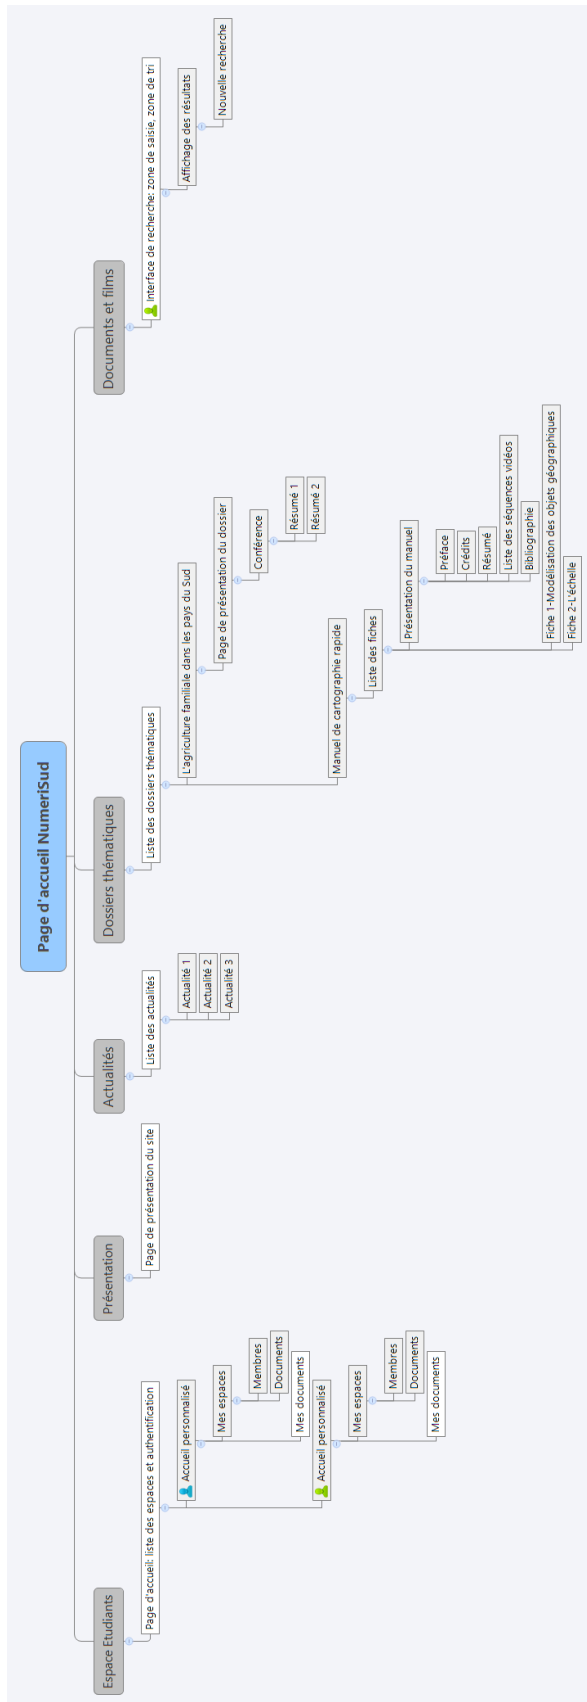 Page d'accueil NumeriSud
Espace Etudiants
Page d'accueil: liste des espaces et authentification
Accueil personnalisé
Mes espaces
Membres
Documents
Mes documents
Accueil personnalisé
Mes espaces
Membres
Documents
Mes documents
Présentation
Page de présentation du site
Actualités
Liste des actualités
Actualité 1
Actualité 2
Actualité 3
Dossiers thématiques
Liste des dossiers thématiques
L'agriculture familiale dans les pays du Sud
Page de présentation du dossier
Conférence
Résumé 1
Résumé 2
Manuel de cartographie rapide
Liste des fiches
Présentation du manuel
Préface
Crédits
Résumé
Liste des séquences vidéos
Bibliographie
Fiche 1-Modélisation des objets géographiques
Fiche 2-L'échelle
Documents et films
Interface de recherche: zone de saisie, zone de tri
Affichage des résultats
Nouvelle recherche